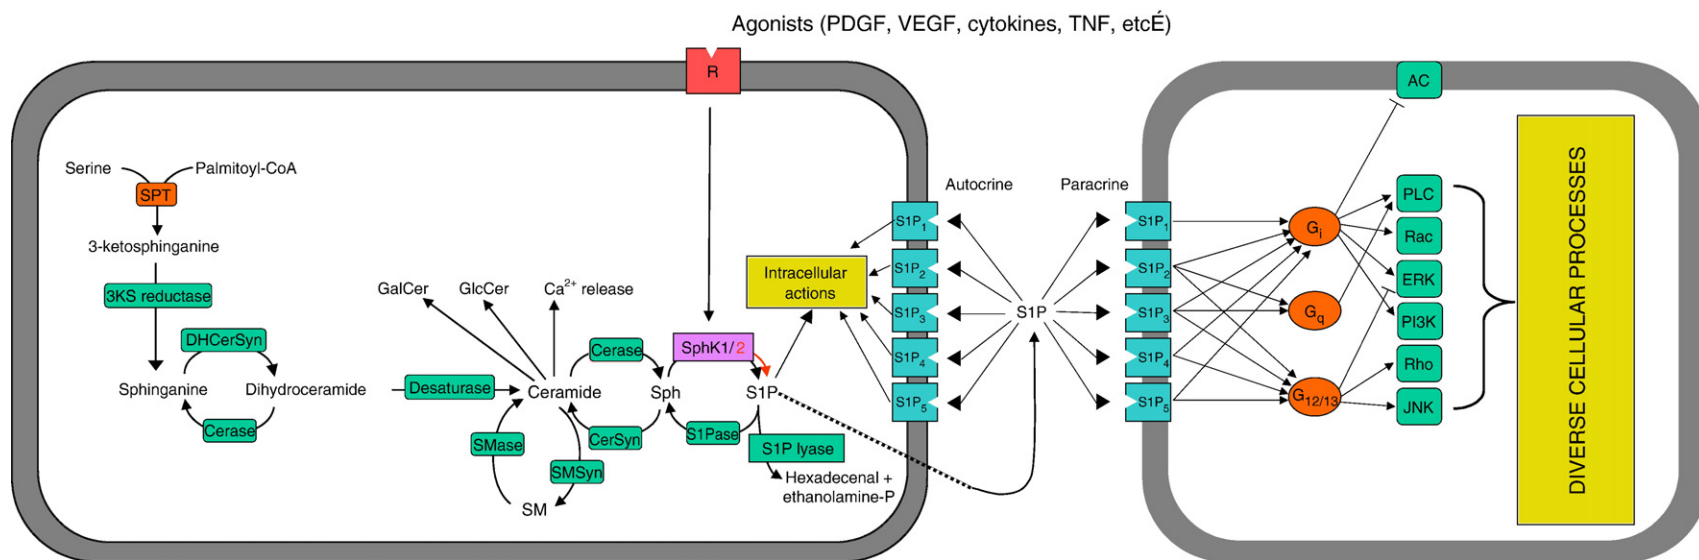 Agonists (PDGF, VEGF, cytokines, TNF, etcÉ)
R
AC
Serine
Palmitoyl-CoA
SPT
3-ketosphinganine
3KS reductase
DHCerSyn
Sphinganine
Dihydroceramide
Cerase
Desaturase
GalCer
GlcCer
Ca²⁺ release
Ceramide
Cerase
CerSyn
SMase
SMSyn
SM
Sph
SphK1/2
S1P
S1Pase
S1P lyase
Hexadecenal +
ethanolamine-P
Intracellular
actions
Autocrine
Paracrine
S1P₁
S1P₂
S1P₃
S1P₄
S1P₅
S1P
S1P₁
S1P₂
S1P₃
S1P₄
S1P₅
Gᵢ
G_q
G₁₂/₁₃
PLC
Rac
ERK
PI3K
Rho
JNK
DIVERSE CELLULAR PROCESSES